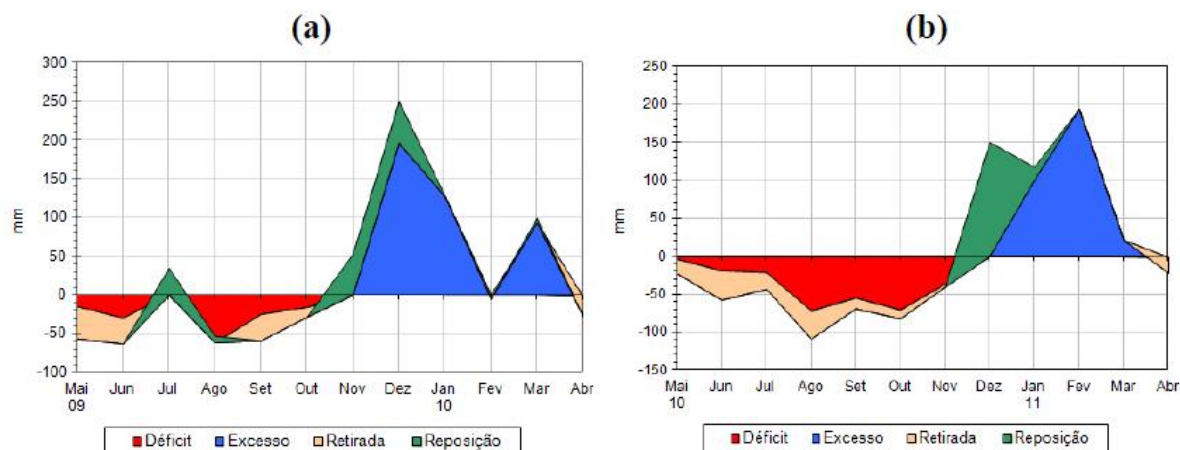 (a)
300
250
200
150
100
50
0
-50
-100
mm
Mai Jun Jul Ago Set Out Nov Dez Jan Fev Mar Abr
09 10
Déficit Excesso Retirada Reposição
(b)
250
200
150
100
50
0
-50
-100
-150
mm
Mai Jun Jul Ago Set Out Nov Dez Jan Fev Mar Abr
10 11
Déficit Excesso Retirada Reposição